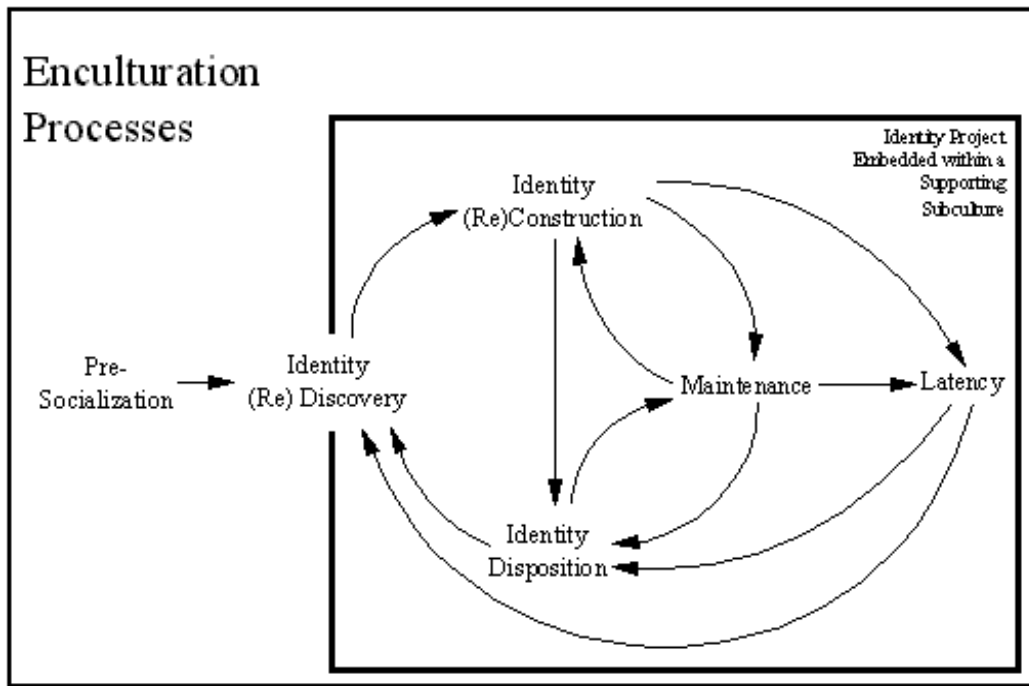 Enculturation
Processes
Identity Project
Embedded within a
Supporting
Subculture
Identity
(Re)Construction
Pre-
Socialization
Identity
(Re) Discovery
Maintenance
Latency
Identity
Disposition